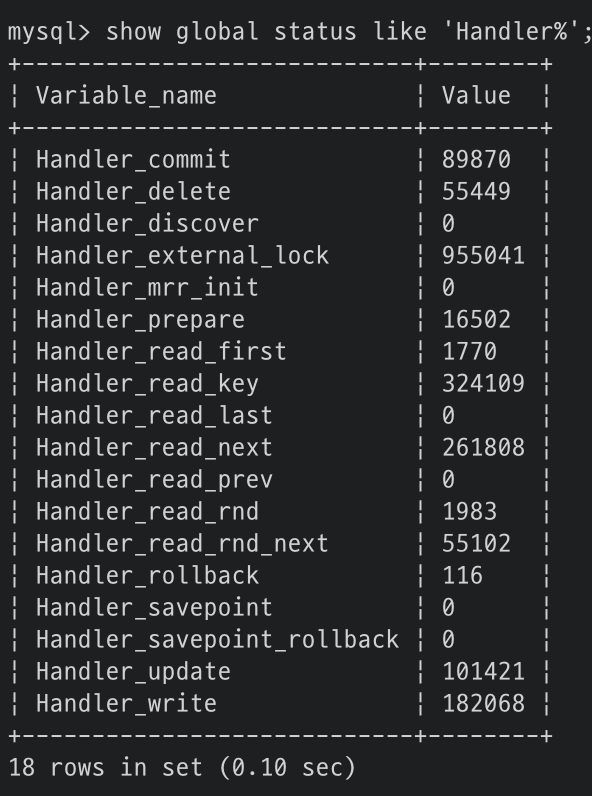 mysql> show global status like 'Handler%';
+----------------------------+--------+
¦ Variable_name              ¦ Value  ¦
+----------------------------+--------+
¦ Handler_commit             ¦ 89870  ¦
¦ Handler_delete             ¦ 55449  ¦
¦ Handler_discover           ¦ 0      ¦
¦ Handler_external_lock      ¦ 955041 ¦
¦ Handler_mrr_init           ¦ 0      ¦
¦ Handler_prepare            ¦ 16502  ¦
¦ Handler_read_first         ¦ 1770   ¦
¦ Handler_read_key           ¦ 324109 ¦
¦ Handler_read_last          ¦ 0      ¦
¦ Handler_read_next          ¦ 261808 ¦
¦ Handler_read_prev          ¦ 0      ¦
¦ Handler_read_rnd           ¦ 1983   ¦
¦ Handler_read_rnd_next      ¦ 55102  ¦
¦ Handler_rollback           ¦ 116    ¦
¦ Handler_savepoint          ¦ 0      ¦
¦ Handler_savepoint_rollback ¦ 0      ¦
¦ Handler_update             ¦ 101421 ¦
¦ Handler_write              ¦ 182068 ¦
+----------------------------+--------+
18 rows in set (0.10 sec)